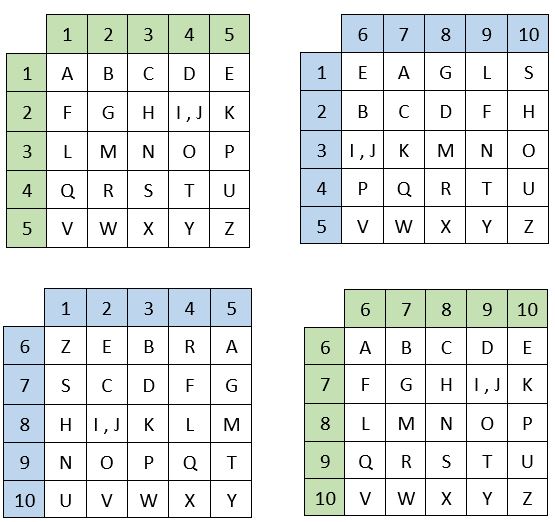 1 2 3 4 5
1 A B C D E
2 F G H I , J K
3 L M N O P
4 Q R S T U
5 V W X Y Z
6 7 8 9 10
1 E A G L S
2 B C D F H
3 I , J K M N O
4 P Q R T U
5 V W X Y Z
1 2 3 4 5
6 Z E B R A
7 S C D F G
8 H I , J K L M
9 N O P Q T
10 U V W X Y
6 7 8 9 10
6 A B C D E
7 F G H I , J K
8 L M N O P
9 Q R S T U
10 V W X Y Z